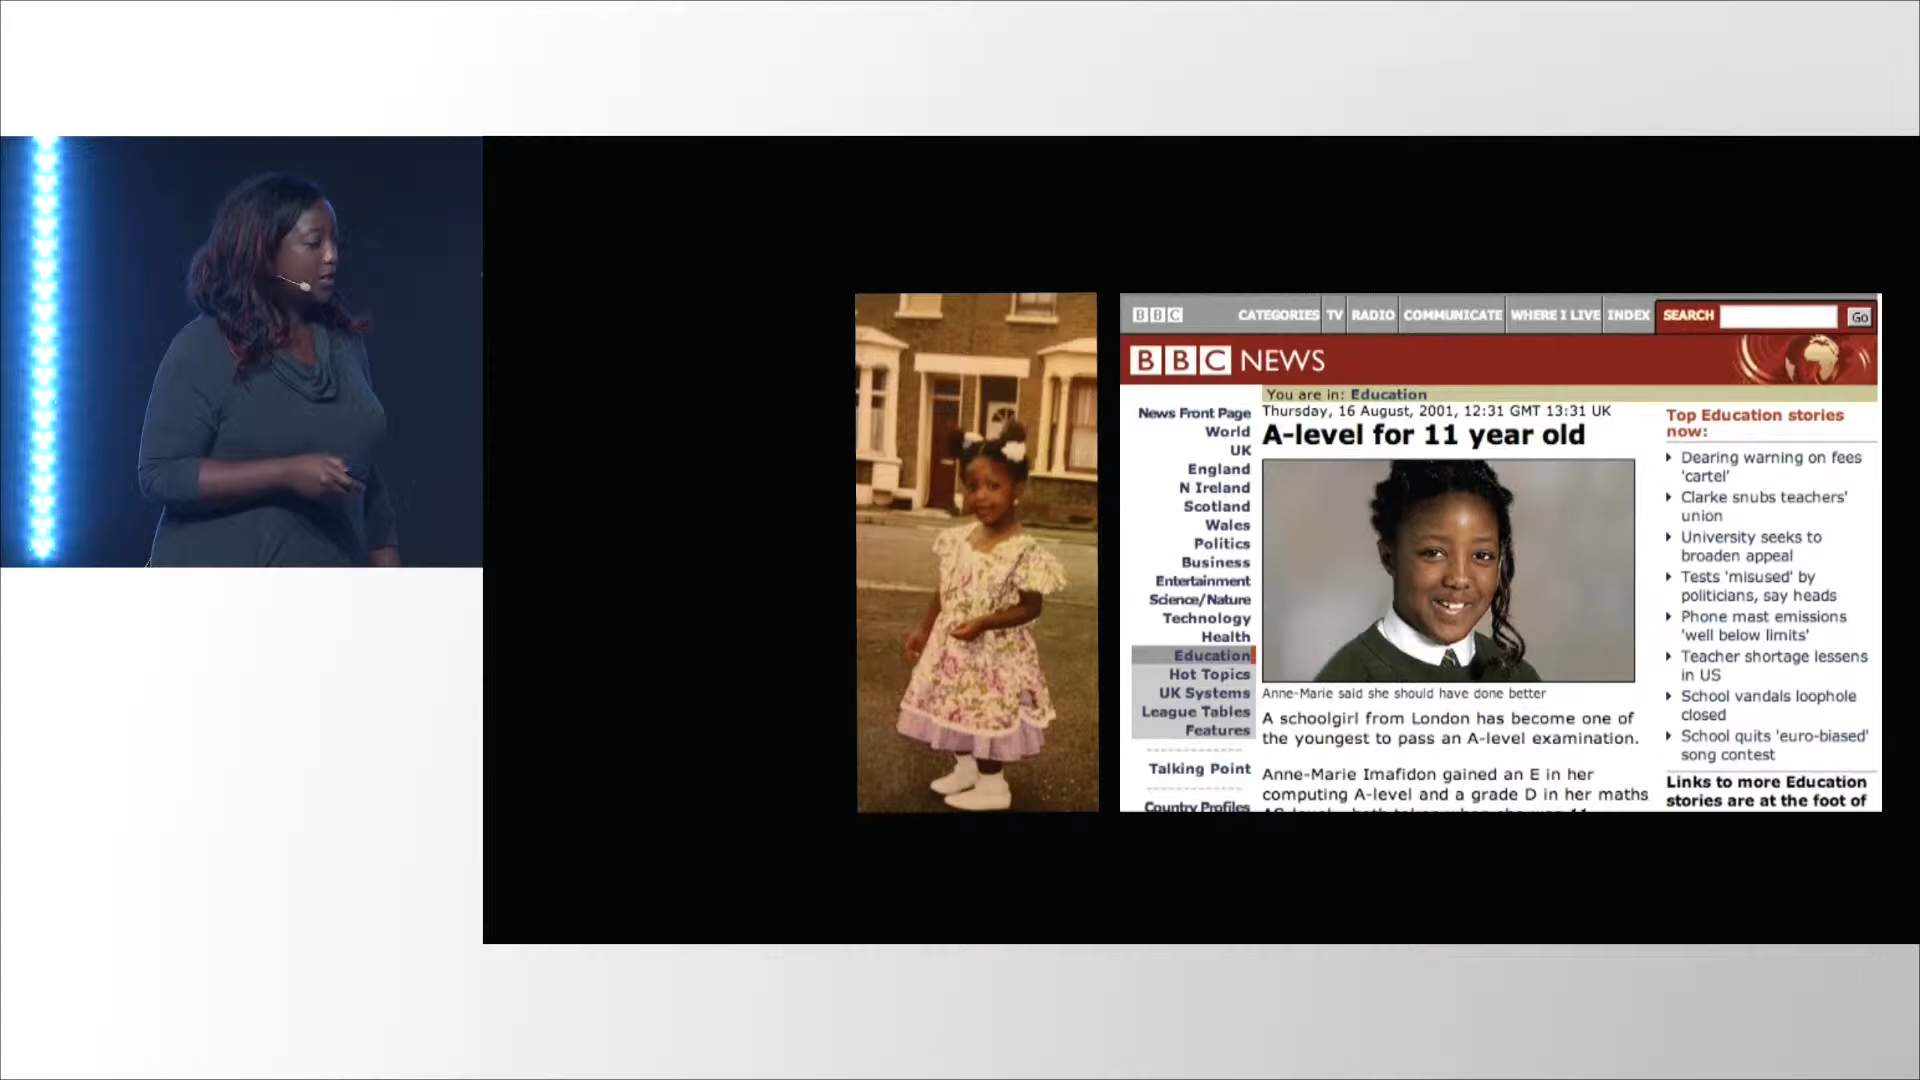 BBC CATEGORIES TV RADIO COMMUNICATE WHERE I LIVE INDEX SEARCH Go
BBC NEWS
You are in: Education
News Front Page
World
UK
England
N Ireland
Scotland
Wales
Politics
Business
Entertainment
Science/Nature
Technology
Health
Education
Hot Topics
UK Systems
League Tables
Features
Talking Point
Country Profiles
Thursday, 16 August, 2001, 12:31 GMT 13:31 UK
A-level for 11 year old
Anne-Marie said she should have done better
A schoolgirl from London has become one of
the youngest to pass an A-level examination.
Anne-Marie Imafidon gained an E in her
computing A-level and a grade D in her maths
Top Education stories
now:
Dearing warning on fees
'cartel'
Clarke snubs teachers'
union
University seeks to
broaden appeal
Tests 'misused' by
politicians, say heads
Phone mast emissions
'well below limits'
Teacher shortage lessens
in US
School vandals loophole
closed
School quits 'euro-biased'
song contest
Links to more Education
stories are at the foot of